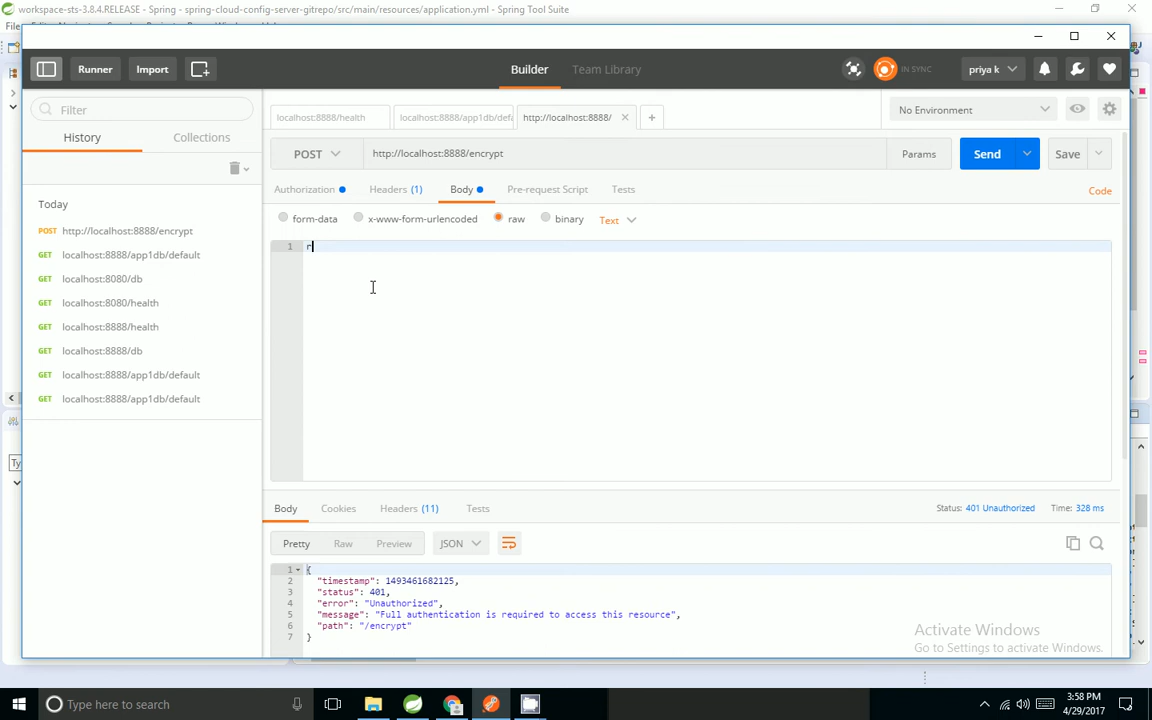 workspace-sts-3.8.4.RELEASE - Spring - spring-cloud-config-server-gitrepo/src/main/resources/application.yml - Spring Tool Suite
Runner
Import
Builder
Team Library
IN SYNC
priya k
Filter
History
Collections
Today
POST http://localhost:8888/encrypt
GET localhost:8888/app1db/default
GET localhost:8080/db
GET localhost:8080/health
GET localhost:8888/health
GET localhost:8888/db
GET localhost:8888/app1db/default
GET localhost:8888/app1db/default
localhost:8888/health
localhost:8888/app1db/defa
http://localhost:8888/
No Environment
POST
http://localhost:8888/encrypt
Params
Send
Save
Authorization
Headers (1)
Body
Pre-request Script
Tests
Code
form-data
x-www-form-urlencoded
raw
binary
Text
1 r
Body
Cookies
Headers (11)
Tests
Status: 401 Unauthorized
Time: 328 ms
Pretty
Raw
Preview
JSON
1 {
2 "timestamp": 1493461682125,
3 "status": 401,
4 "error": "Unauthorized",
5 "message": "Full authentication is required to access this resource",
6 "path": "/encrypt"
7 }
Activate Windows
Go to Settings to activate Windows.
Type here to search
3:58 PM
4/29/2017